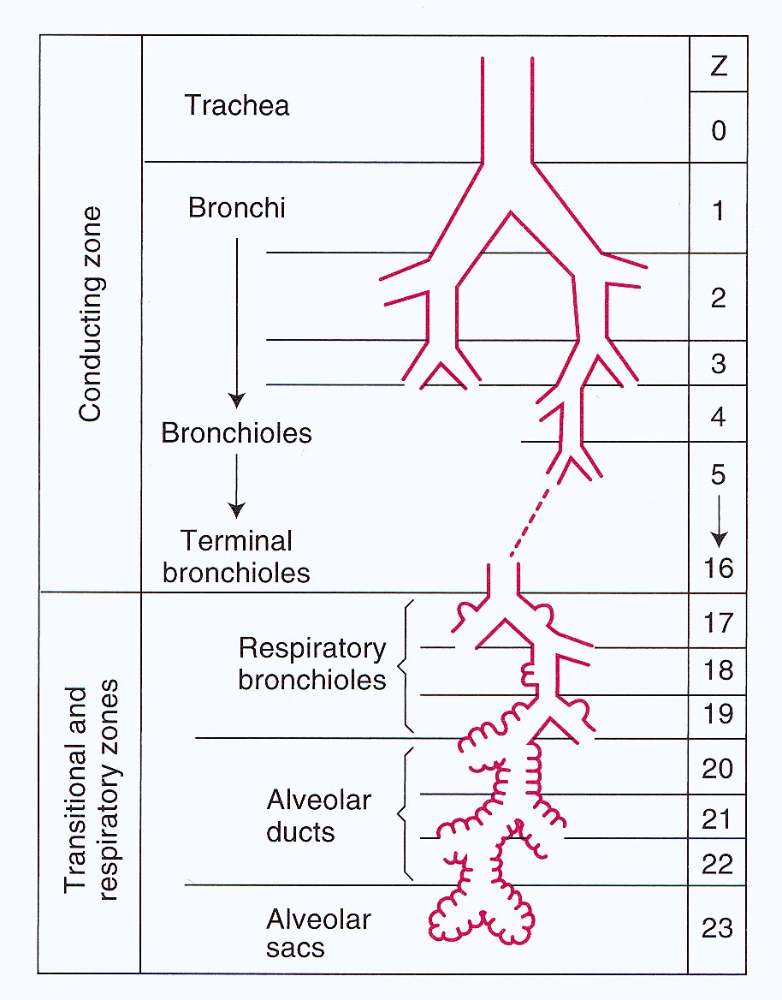 Z
Trachea
0
Bronchi
1
2
3
Conducting zone
4
Bronchioles
5
Terminal
bronchioles
16
17
Respiratory
bronchioles
18
19
Transitional and
respiratory zones
20
Alveolar
ducts
21
22
Alveolar
sacs
23